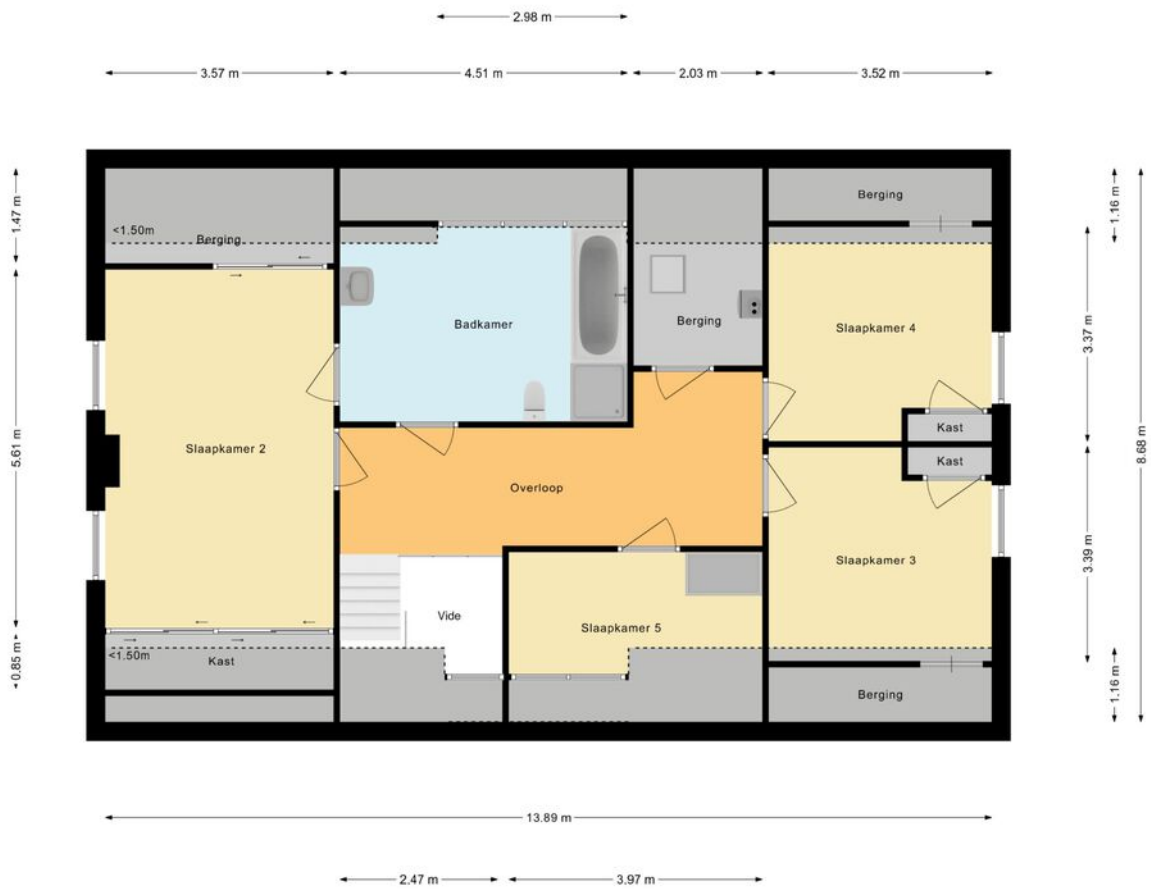 2.98 m
3.57 m
4.51 m
2.03 m
3.52 m
1.47 m
5.61 m
0.85 m
1.16 m
3.37 m
3.39 m
1.16 m
8.68 m
<1.50m
Berging
Berging
Badkamer
Berging
Slaapkamer 4
Kast
Kast
Slaapkamer 2
Overloop
Slaapkamer 3
Vide
Slaapkamer 5
<1.50m
Kast
Berging
13.89 m
2.47 m
3.97 m